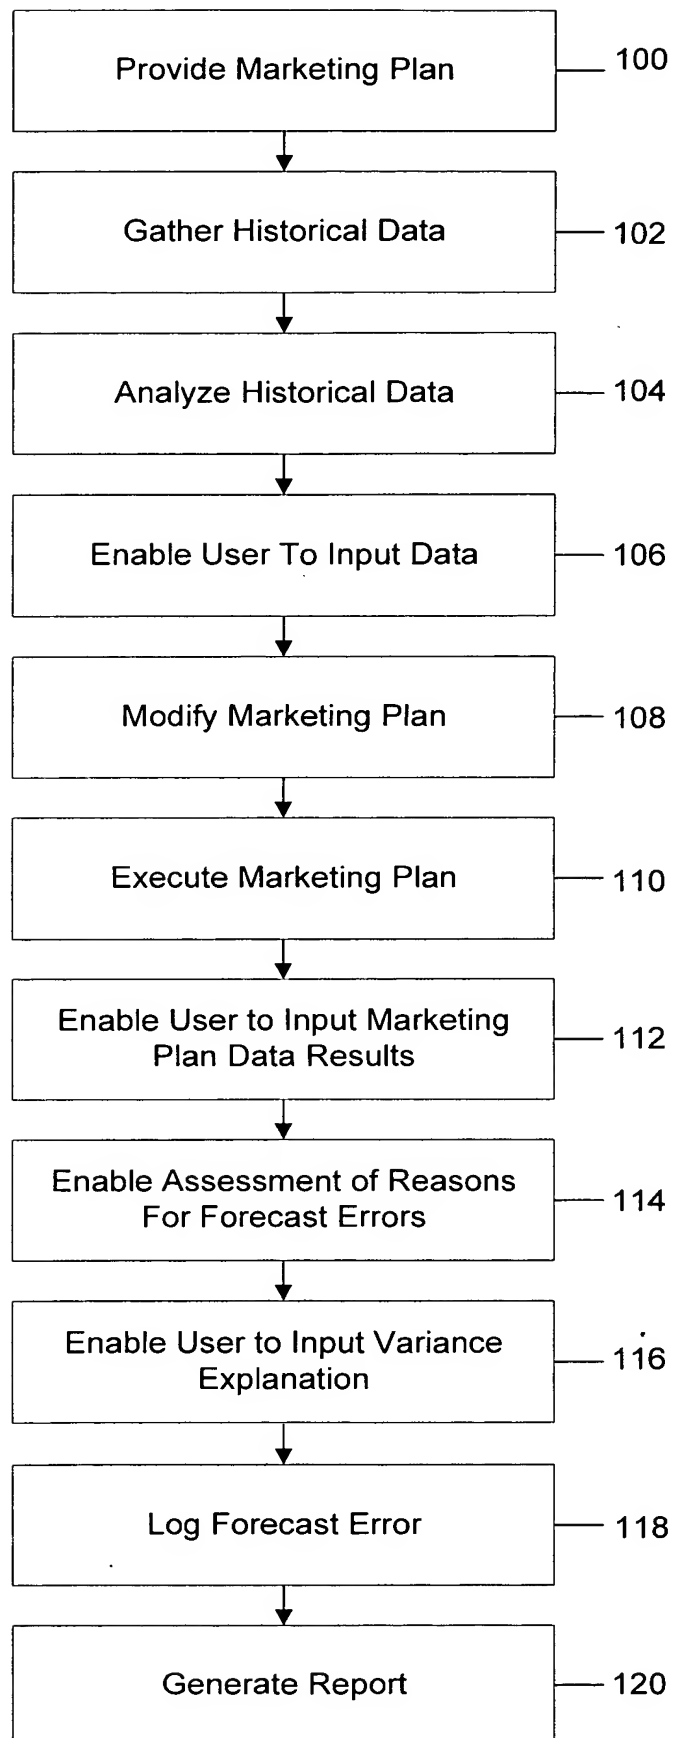 Provide Marketing Plan
100
Gather Historical Data
102
Analyze Historical Data
104
Enable User To Input Data
106
Modify Marketing Plan
108
Execute Marketing Plan
110
Enable User to Input Marketing
Plan Data Results
112
Enable Assessment of Reasons
For Forecast Errors
114
Enable User to Input Variance
Explanation
116
Log Forecast Error
118
Generate Report
120